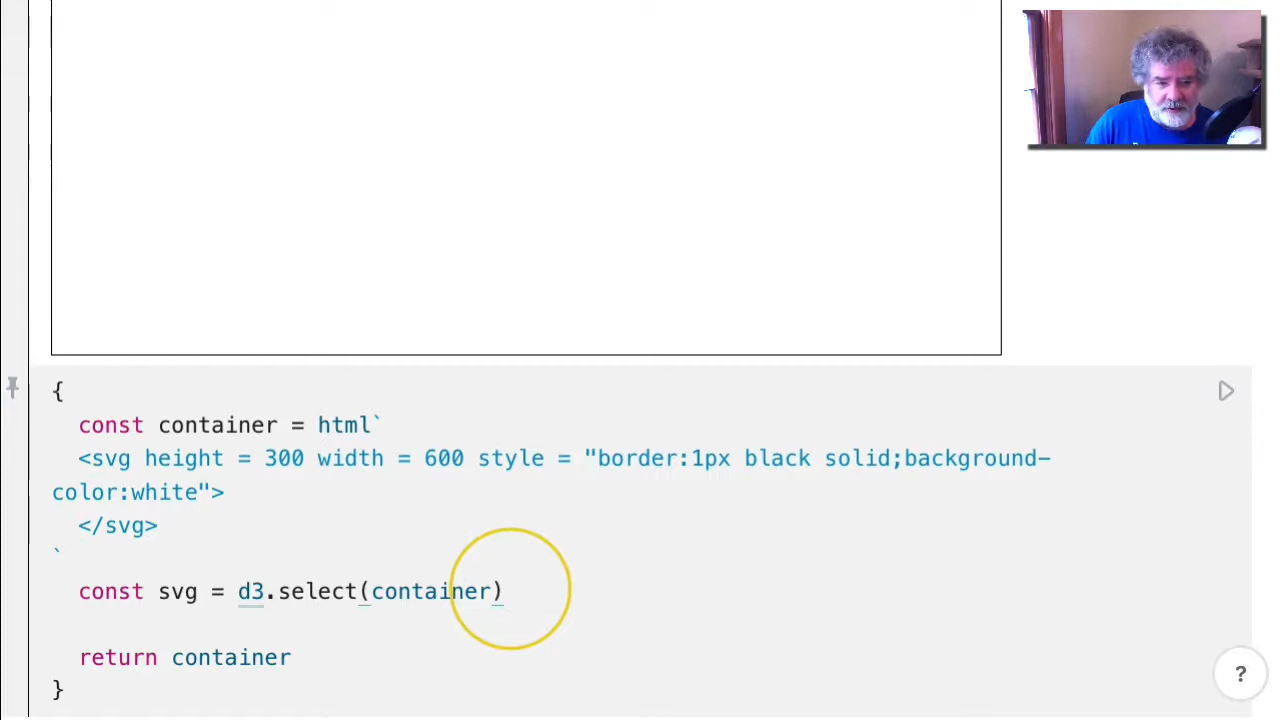 {
const container = html`
<svg height = 300 width = 600 style = "border:1px black solid;background-
color:white">
</svg>
`
const svg = d3.select(container)
return container
}
?